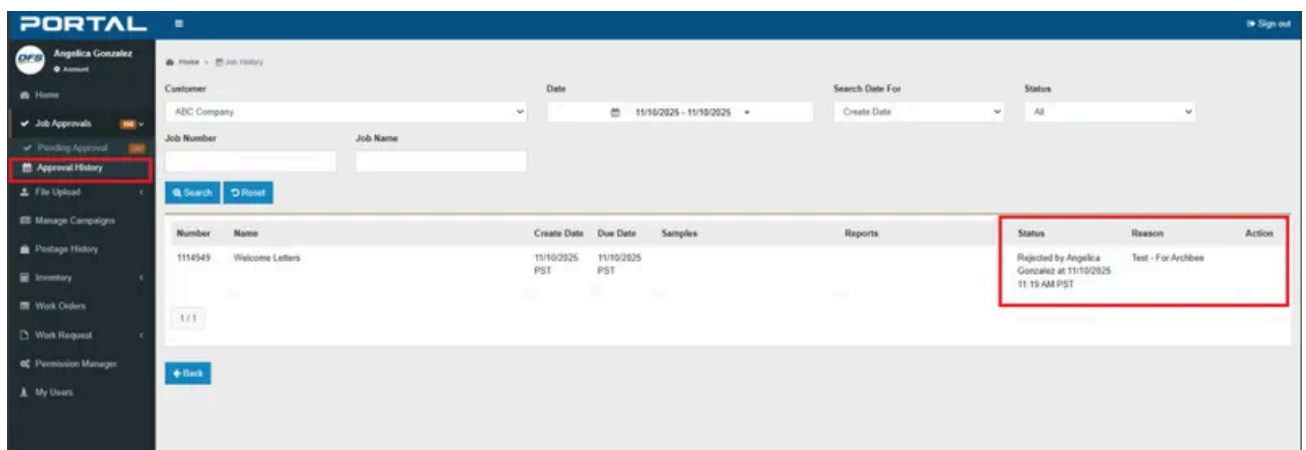 PORTAL
Sign out
DFS
Angelica Gonzalez
Account
Home > Job History
Home
Job Approvals
Pending Approval
Approval History
File Upload
Manage Campaigns
Postage History
Inventory
Work Orders
Work Request
Permission Manager
My Users
Customer
Date
Search Date For
Status
ABC Company
11/10/2025 - 11/10/2025
Create Date
All
Job Number
Job Name
Search
Reset
Number Name Create Date Due Date Samples Reports Status Reason Action
1114949 Welcome Letters 11/10/2025 11/10/2025 Rejected by Angelica Test - For Archbee
PST PST Gonzalez at 11/10/2025
11:19 AM PST
1 / 1
Back